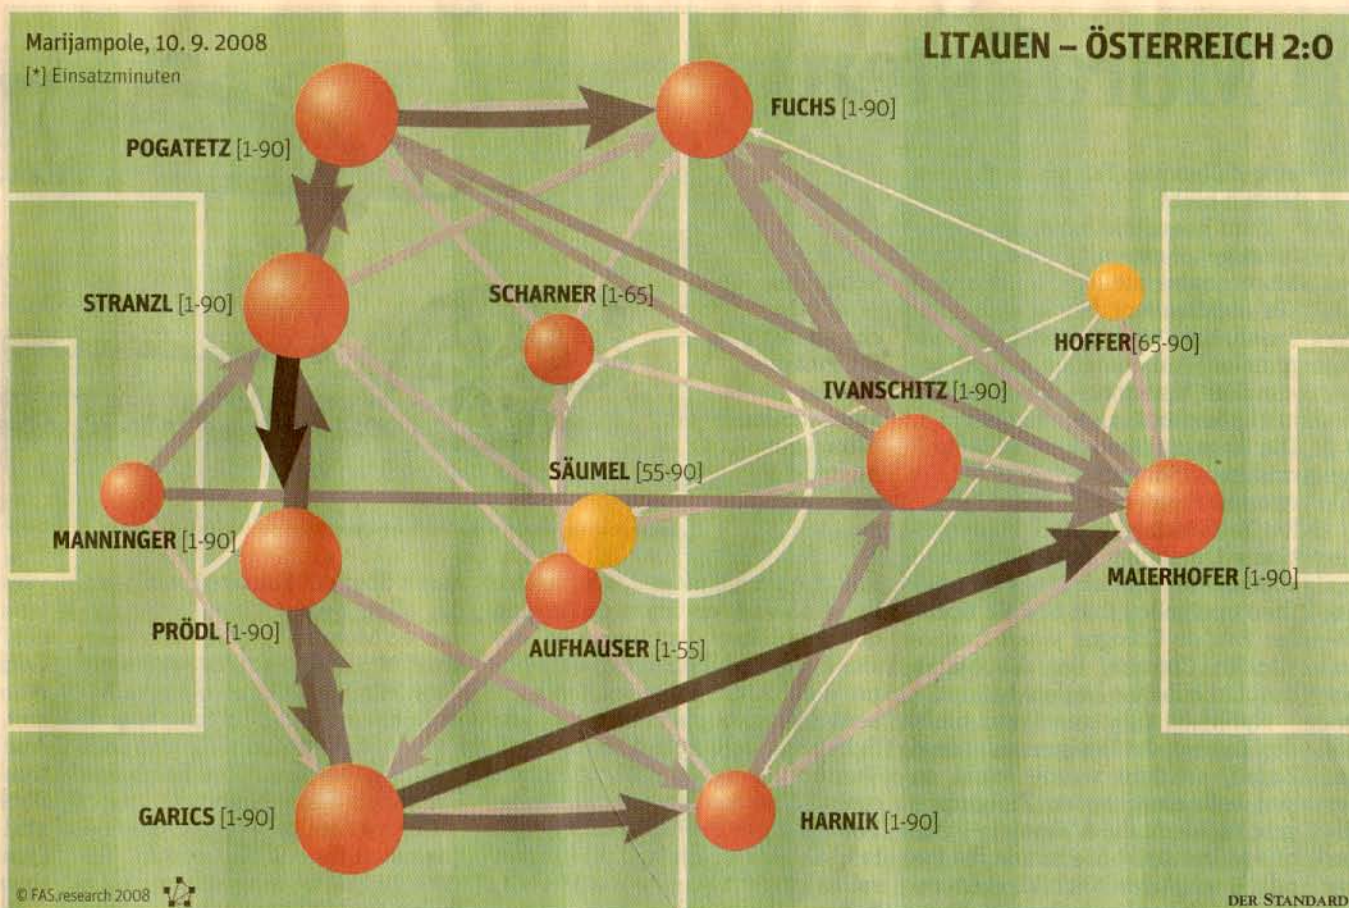 Marijampole, 10. 9. 2008
[*] Einsatzminuten
LITAUEN – ÖSTERREICH 2:0
POGATETZ [1-90]
FUCHS [1-90]
STRANZL [1-90]
SCHARNER [1-65]
HOFFER[65-90]
IVANSCHITZ [1-90]
SÄUMEL [55-90]
MANNINGER [1-90]
MAIERHOFER [1-90]
PRÖDL [1-90]
AUFHAUSER [1-55]
GARICS [1-90]
HARNIK [1-90]
© FAS.research 2008
DER STANDARD